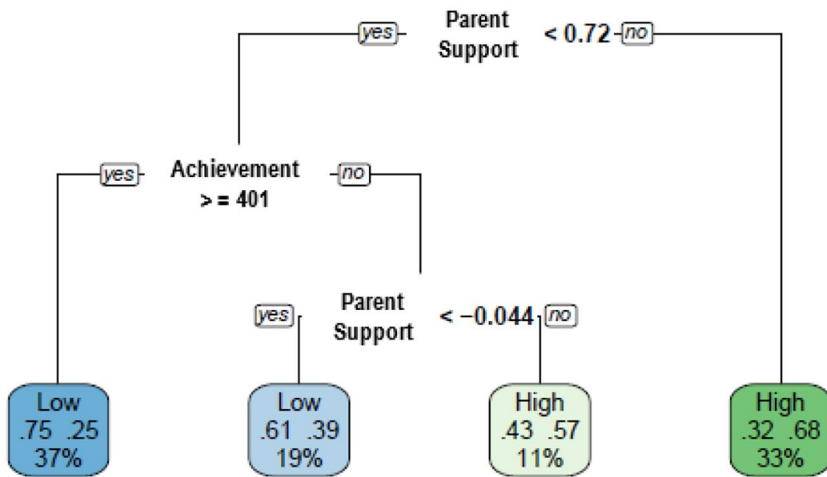 Parent
Support
yes
< 0.72
no
yes
Achievement
> = 401
no
yes
Parent
Support
< −0.044
no
Low
.75 .25
37%
Low
.61 .39
19%
High
.43 .57
11%
High
.32 .68
33%